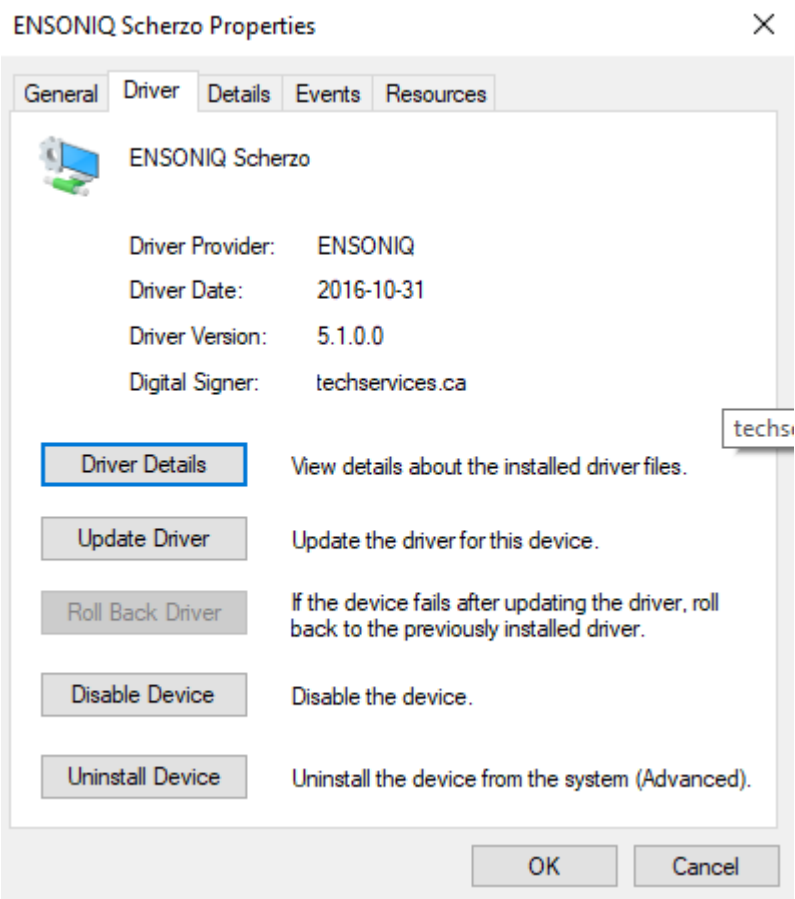 ENSONIQ Scherzo Properties
General Driver Details Events Resources
ENSONIQ Scherzo
Driver Provider: ENSONIQ
Driver Date: 2016-10-31
Driver Version: 5.1.0.0
Digital Signer: techservices.ca
techs
Driver Details View details about the installed driver files.
Update Driver Update the driver for this device.
Roll Back Driver If the device fails after updating the driver, roll
back to the previously installed driver.
Disable Device Disable the device.
Uninstall Device Uninstall the device from the system (Advanced).
OK Cancel